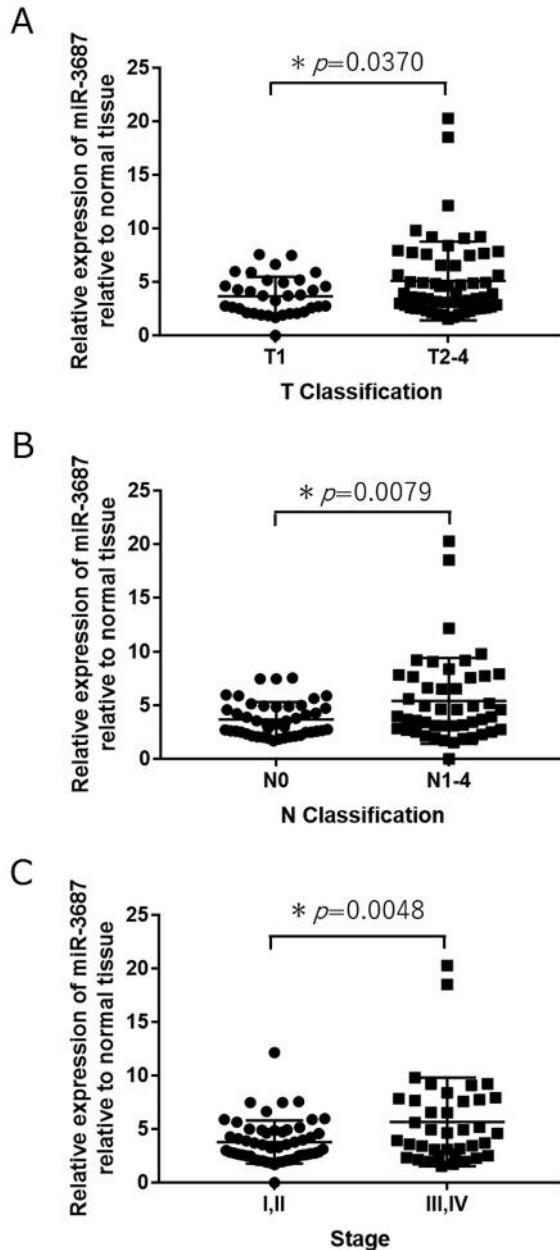 A
* p=0.0370
Relative expression of miR-3687
relative to normal tissue
25
20
15
10
5
0
T1 T2-4
T Classification
B
* p=0.0079
Relative expression of miR-3687
relative to normal tissue
25
20
15
10
5
0
N0 N1-4
N Classification
C
* p=0.0048
Relative expression of miR-3687
relative to normal tissue
25
20
15
10
5
0
I,II III,IV
Stage